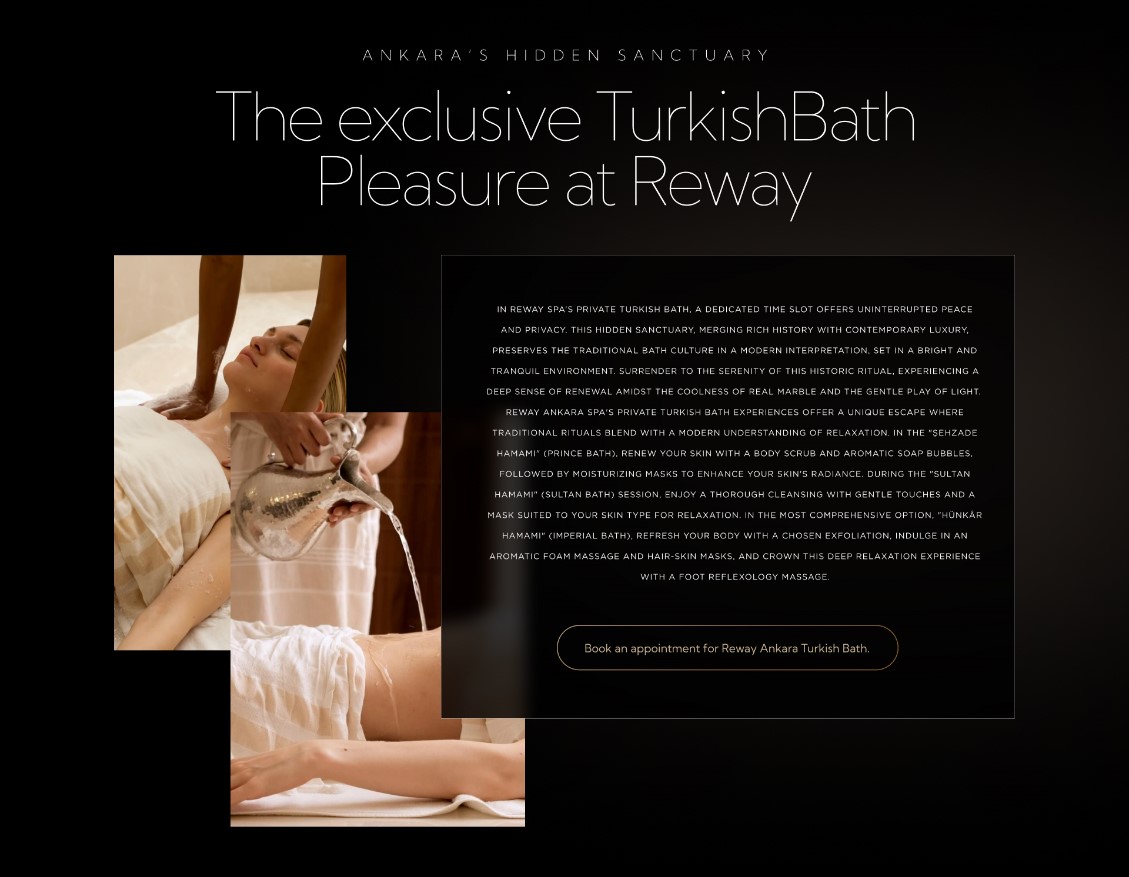 ANKARA'S HIDDEN SANCTUARY
The exclusive TurkishBath
Pleasure at Reway
IN REWAY SPA'S PRIVATE TURKISH BATH, A DEDICATED TIME SLOT OFFERS UNINTERRUPTED PEACE
AND PRIVACY. THIS HIDDEN SANCTUARY, MERGING RICH HISTORY WITH CONTEMPORARY LUXURY,
PRESERVES THE TRADITIONAL BATH CULTURE IN A MODERN INTERPRETATION, SET IN A BRIGHT AND
TRANQUIL ENVIRONMENT. SURRENDER TO THE SERENITY OF THIS HISTORIC RITUAL, EXPERIENCING A
DEEP SENSE OF RENEWAL AMIDST THE COOLNESS OF REAL MARBLE AND THE GENTLE PLAY OF LIGHT.
REWAY ANKARA SPA'S PRIVATE TURKISH BATH EXPERIENCES OFFER A UNIQUE ESCAPE WHERE
TRADITIONAL RITUALS BLEND WITH A MODERN UNDERSTANDING OF RELAXATION. IN THE "ŞEHZADE
HAMAMI" (PRINCE BATH), RENEW YOUR SKIN WITH A BODY SCRUB AND AROMATIC SOAP BUBBLES,
FOLLOWED BY MOISTURIZING MASKS TO ENHANCE YOUR SKIN'S RADIANCE. DURING THE "SULTAN
HAMAMI" (SULTAN BATH) SESSION, ENJOY A THOROUGH CLEANSING WITH GENTLE TOUCHES AND A
MASK SUITED TO YOUR SKIN TYPE FOR RELAXATION. IN THE MOST COMPREHENSIVE OPTION, "HÜNKÂR
HAMAMI" (IMPERIAL BATH), REFRESH YOUR BODY WITH A CHOSEN EXFOLIATION, INDULGE IN AN
AROMATIC FOAM MASSAGE AND HAIR-SKIN MASKS, AND CROWN THIS DEEP RELAXATION EXPERIENCE
WITH A FOOT REFLEXOLOGY MASSAGE.
Book an appointment for Reway Ankara Turkish Bath.